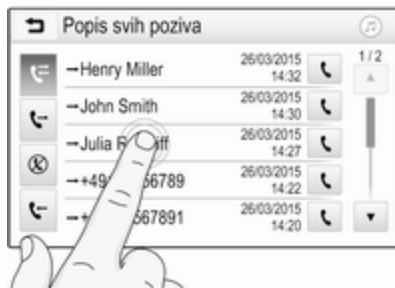 Popis svih poziva
1/2
→Henry Miller 26/03/2015 14:32
→John Smith 26/03/2015 14:30
→Julia 26/03/2015 14:27
26/03/2015 14:22
26/03/2015 14:20